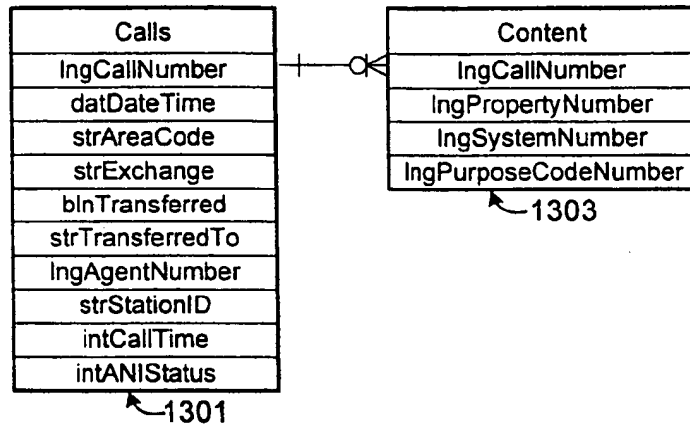 Calls
lngCallNumber
datDateTime
strAreaCode
strExchange
blnTransferred
strTransferredTo
lngAgentNumber
strStationID
intCallTime
intANIStatus
1301
Content
lngCallNumber
lngPropertyNumber
lngSystemNumber
lngPurposeCodeNumber
1303